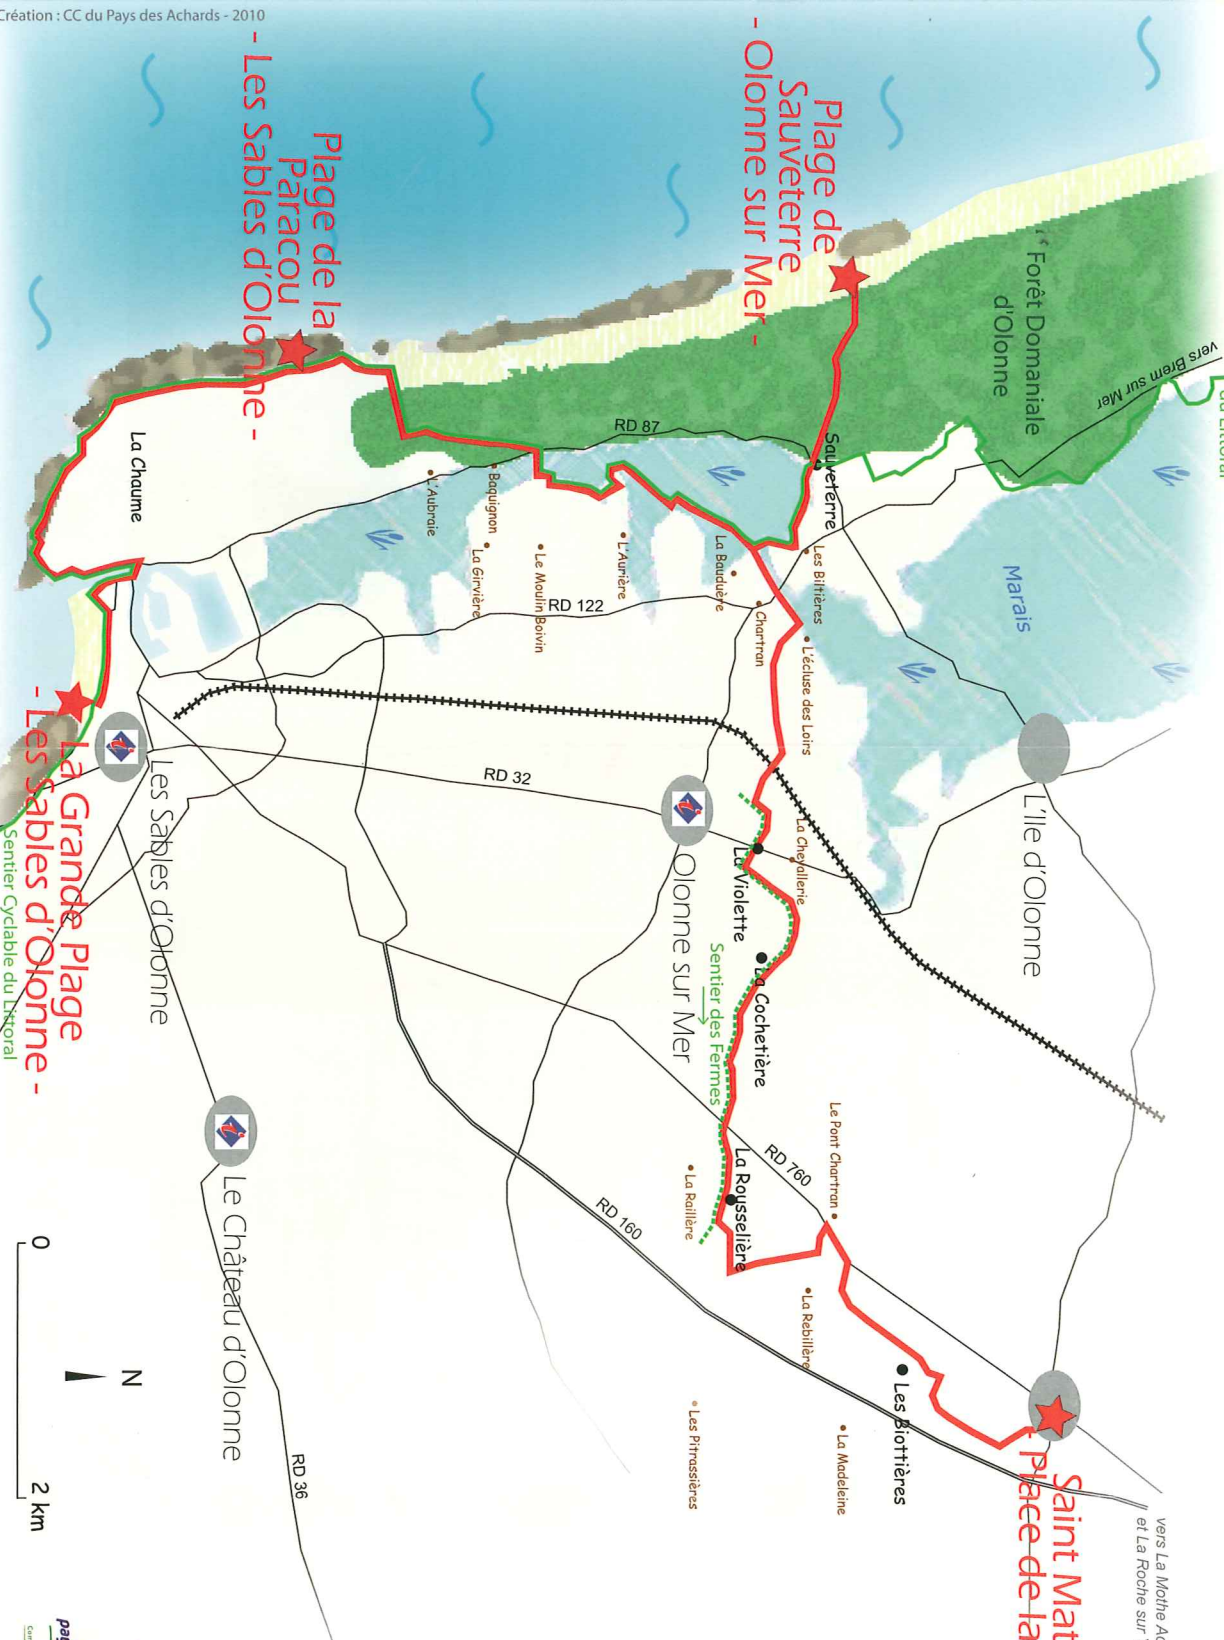 Création : CC du Pays des Achards - 2010
Plage de
Sauveterre
- Olonne sur Mer -
Plage de la
Paracou
- Les Sables d'Olonne -
Forêt Domaniale
d'Olonne
vers Brem sur Mer
du Littoral
RD 87
Sauveterre
La Chaume
L'Aubraie
Baquignon
La Girvière
Le Moulin Boivin
L'Aurière
La Bauduère
Les Biltières
Chartran
L'écluse des Loirs
RD 122
Marais
L'Ile d'Olonne
RD 32
La Chevallerie
La Violette
La Cochetière
Olonne sur Mer
Sentier des Fermes
Les Sables d'Olonne
La Grande Plage
- Les Sables d'Olonne -
Sentier Cyclable du Littoral
Le Pont Chartran
RD 760
La Rousselière
La Raillère
RD 160
Le Château d'Olonne
La Rebillère
Les Biottières
La Madeleine
Les Pitrassières
RD 36
N
0
2 km
Saint Mat
- Place de la
vers La Mothe Ac
et La Roche sur
pay